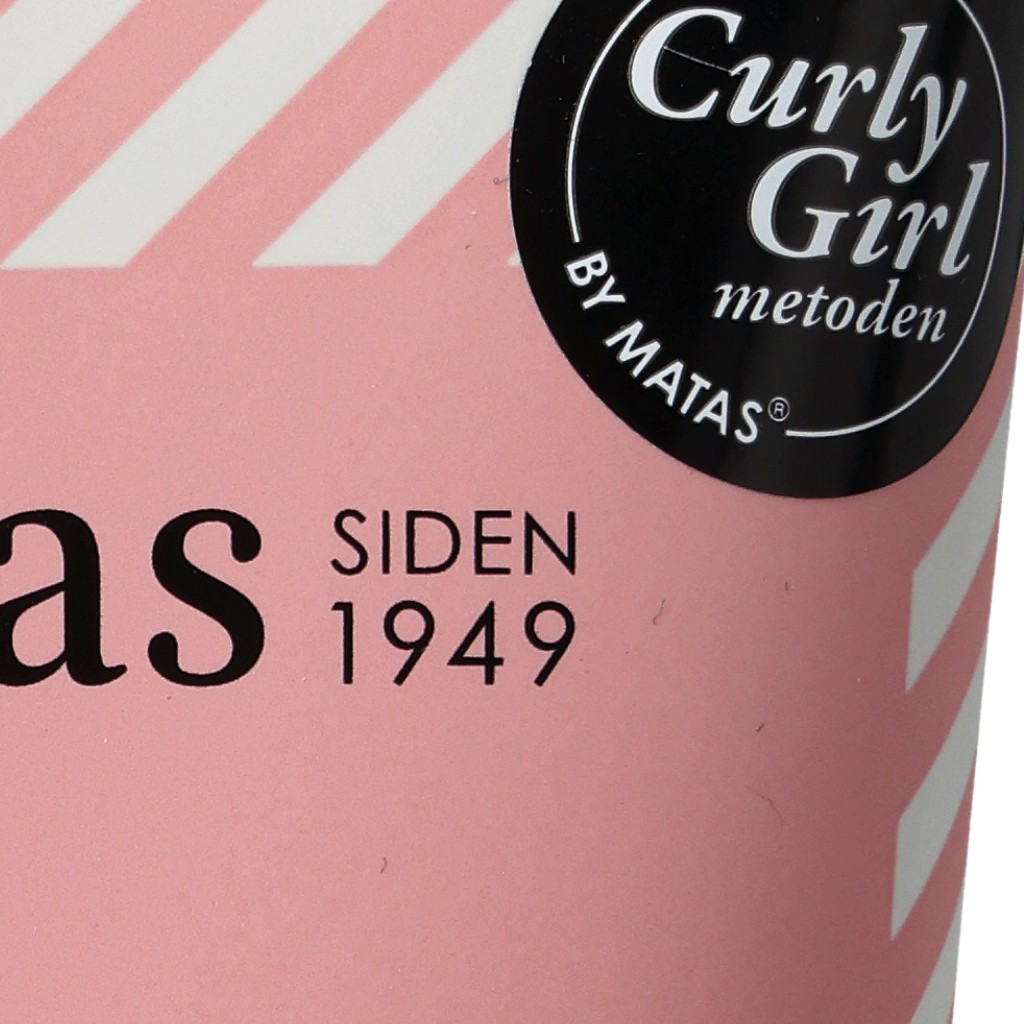 Curly
Girl
metoden
BY MATAS®
as SIDEN
1949